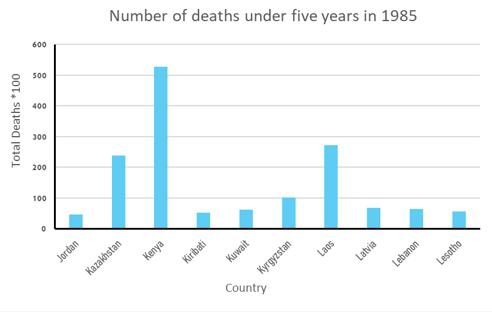 Number of deaths under five years in 1985
Total Deaths *100
600
500
400
300
200
100
0
Jordan
Kazakhstan
Kenya
Kiribati
Kuwait
Kyrgyzstan
Laos
Latvia
Lebanon
Lesotho
Country